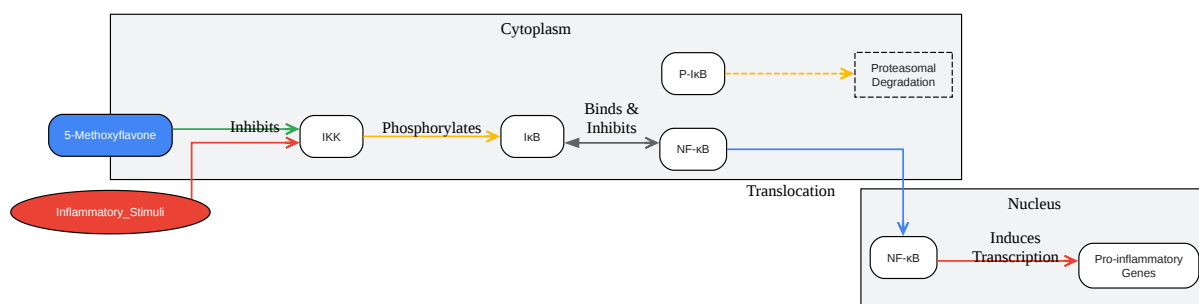 Cytoplasm
P-IκB
Proteasomal
Degradation
5-Methoxyflavone
Inhibits
IKK
Phosphorylates
IκB
Binds &
Inhibits
NF-κB
Inflammatory_Stimuli
Translocation
Nucleus
NF-κB
Induces
Transcription
Pro-inflammatory
Genes